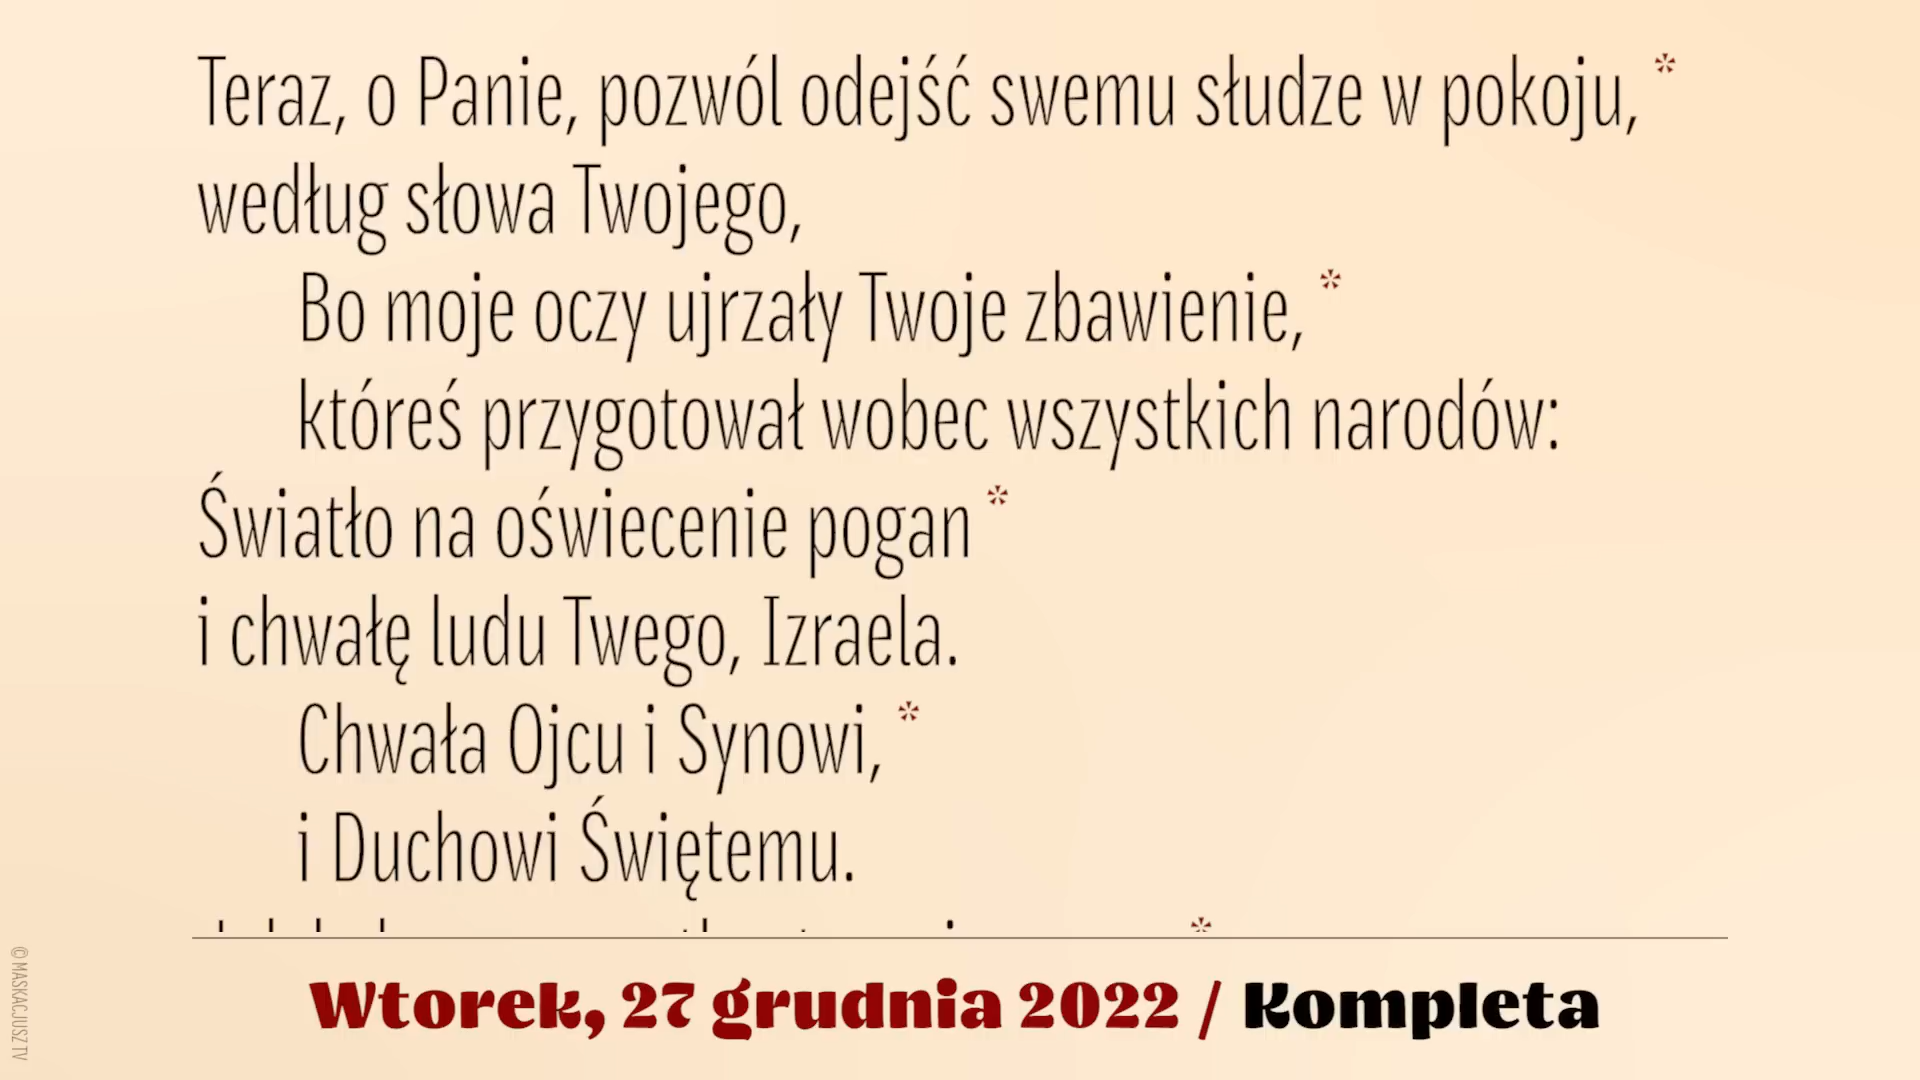 Teraz, o Panie, pozwól odejść swemu słudze w pokoju, *
według słowa Twojego,
Bo moje oczy ujrzały Twoje zbawienie, *
któreś przygotował wobec wszystkich narodów:
Światło na oświecenie pogan *
i chwałę ludu Twego, Izraela.
Chwała Ojcu i Synowi, *
i Duchowi Świętemu.
Wtorek, 27 grudnia 2022 / Kompleta
© MASKACJUSZ TV